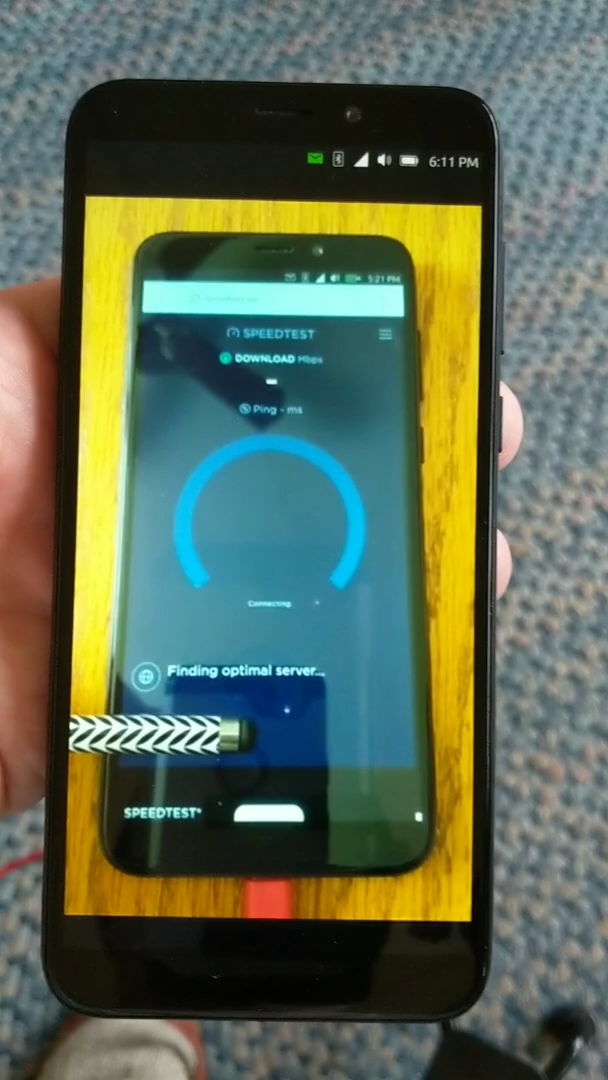 6:11 PM
5:21 PM
SPEEDTEST
DOWNLOAD Mbps
Ping - ms
Connecting
Finding optimal server...
SPEEDTEST®